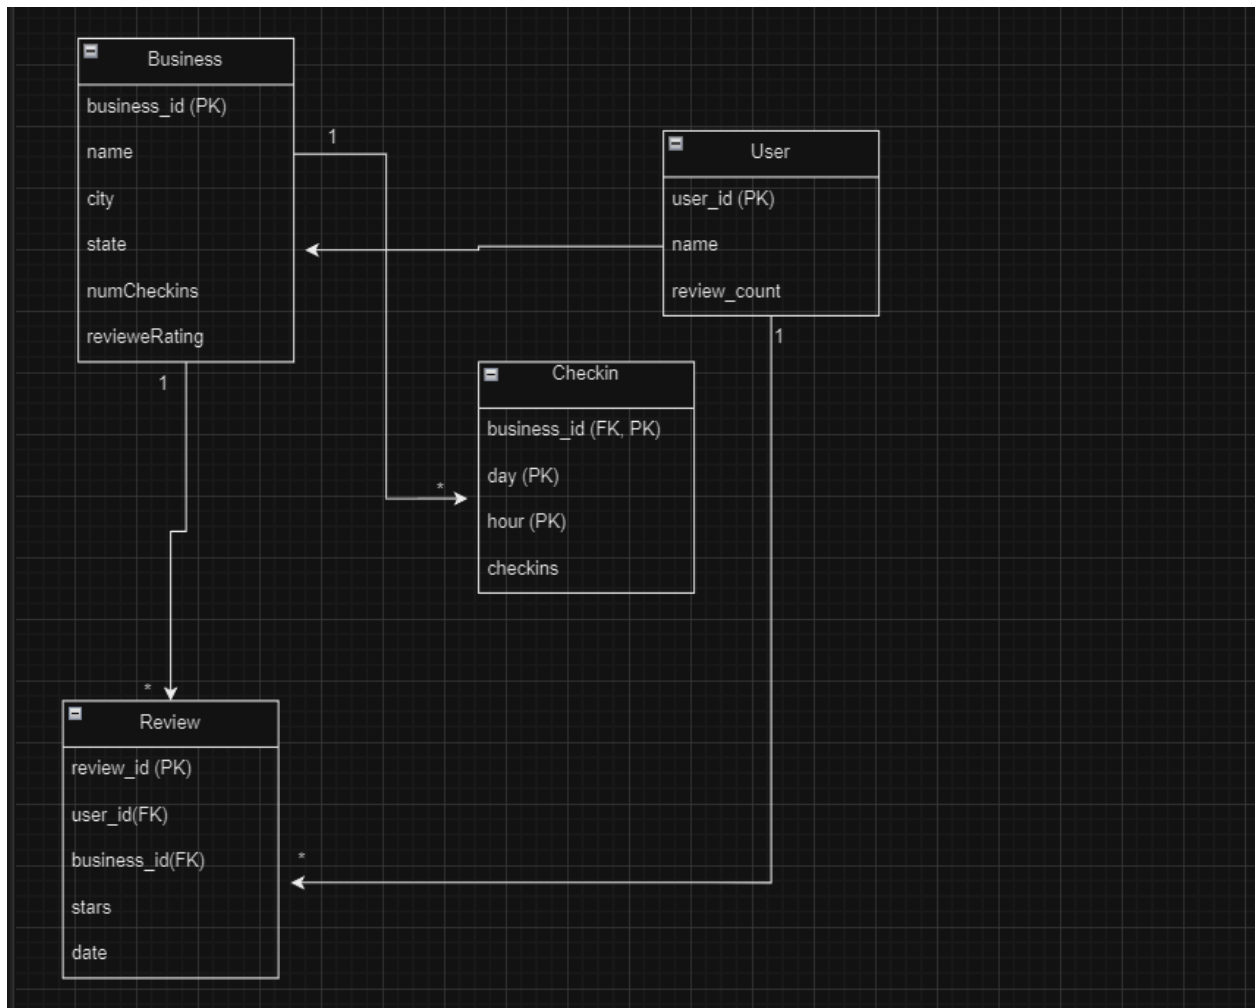 Business
business_id (PK)
name
city
state
numCheckins
revieweRating
1
1
User
user_id (PK)
name
review_count
1
Checkin
business_id (FK, PK)
day (PK)
hour (PK)
checkins
*
*
Review
review_id (PK)
user_id(FK)
business_id(FK)
stars
date
*